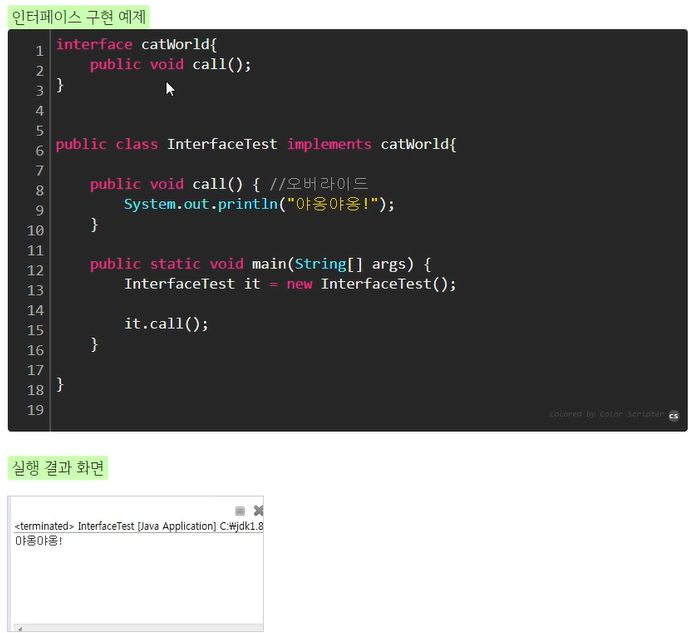 인터페이스 구현 예제
1 interface catWorld{
2     public void call();
3 }
4
5
6 public class InterfaceTest implements catWorld{
7
8     public void call() { //오버라이드
9         System.out.println("야옹야옹!");
10     }
11
12     public static void main(String[] args) {
13         InterfaceTest it = new InterfaceTest();
14
15         it.call();
16     }
17
18 }
19
Colored by Color Scripter cs
실행 결과 화면
<terminated> InterfaceTest [Java Application] C:₩jdk1.8
야옹야옹!